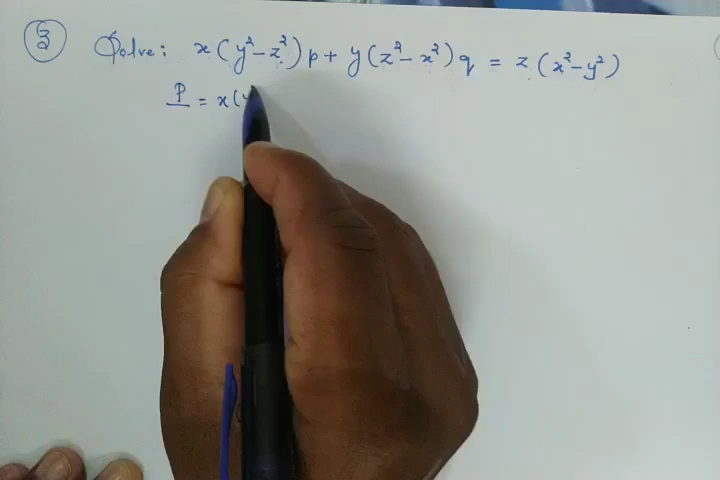 3 Solve: x(y²-z²)p+y(z²-x²)q = z(x²-y²)
P = x(y